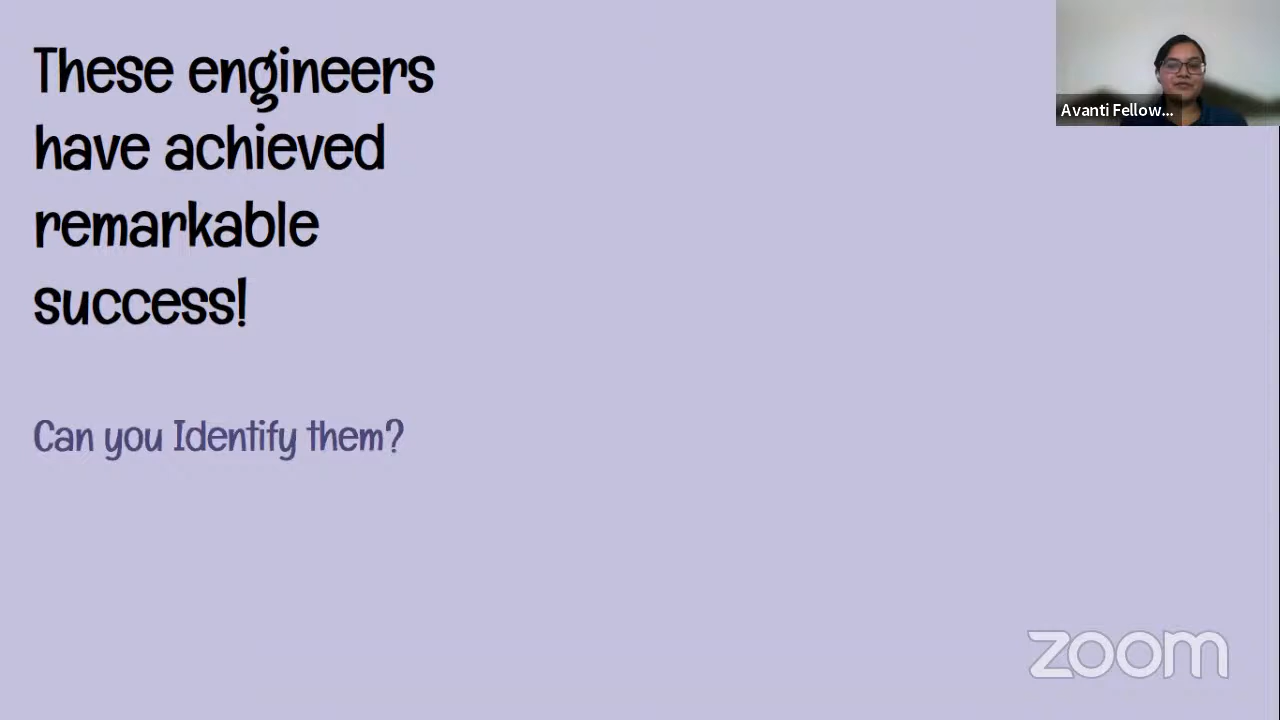 These engineers
have achieved
remarkable
success!
Can you Identify them?
Avanti Fellow...
zoom